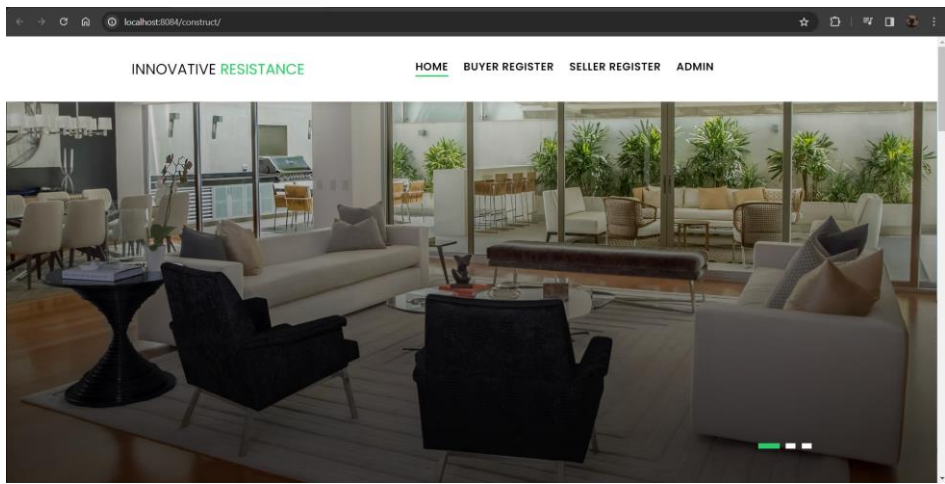 localhost:8084/construct/
INNOVATIVE RESISTANCE
HOME BUYER REGISTER SELLER REGISTER ADMIN